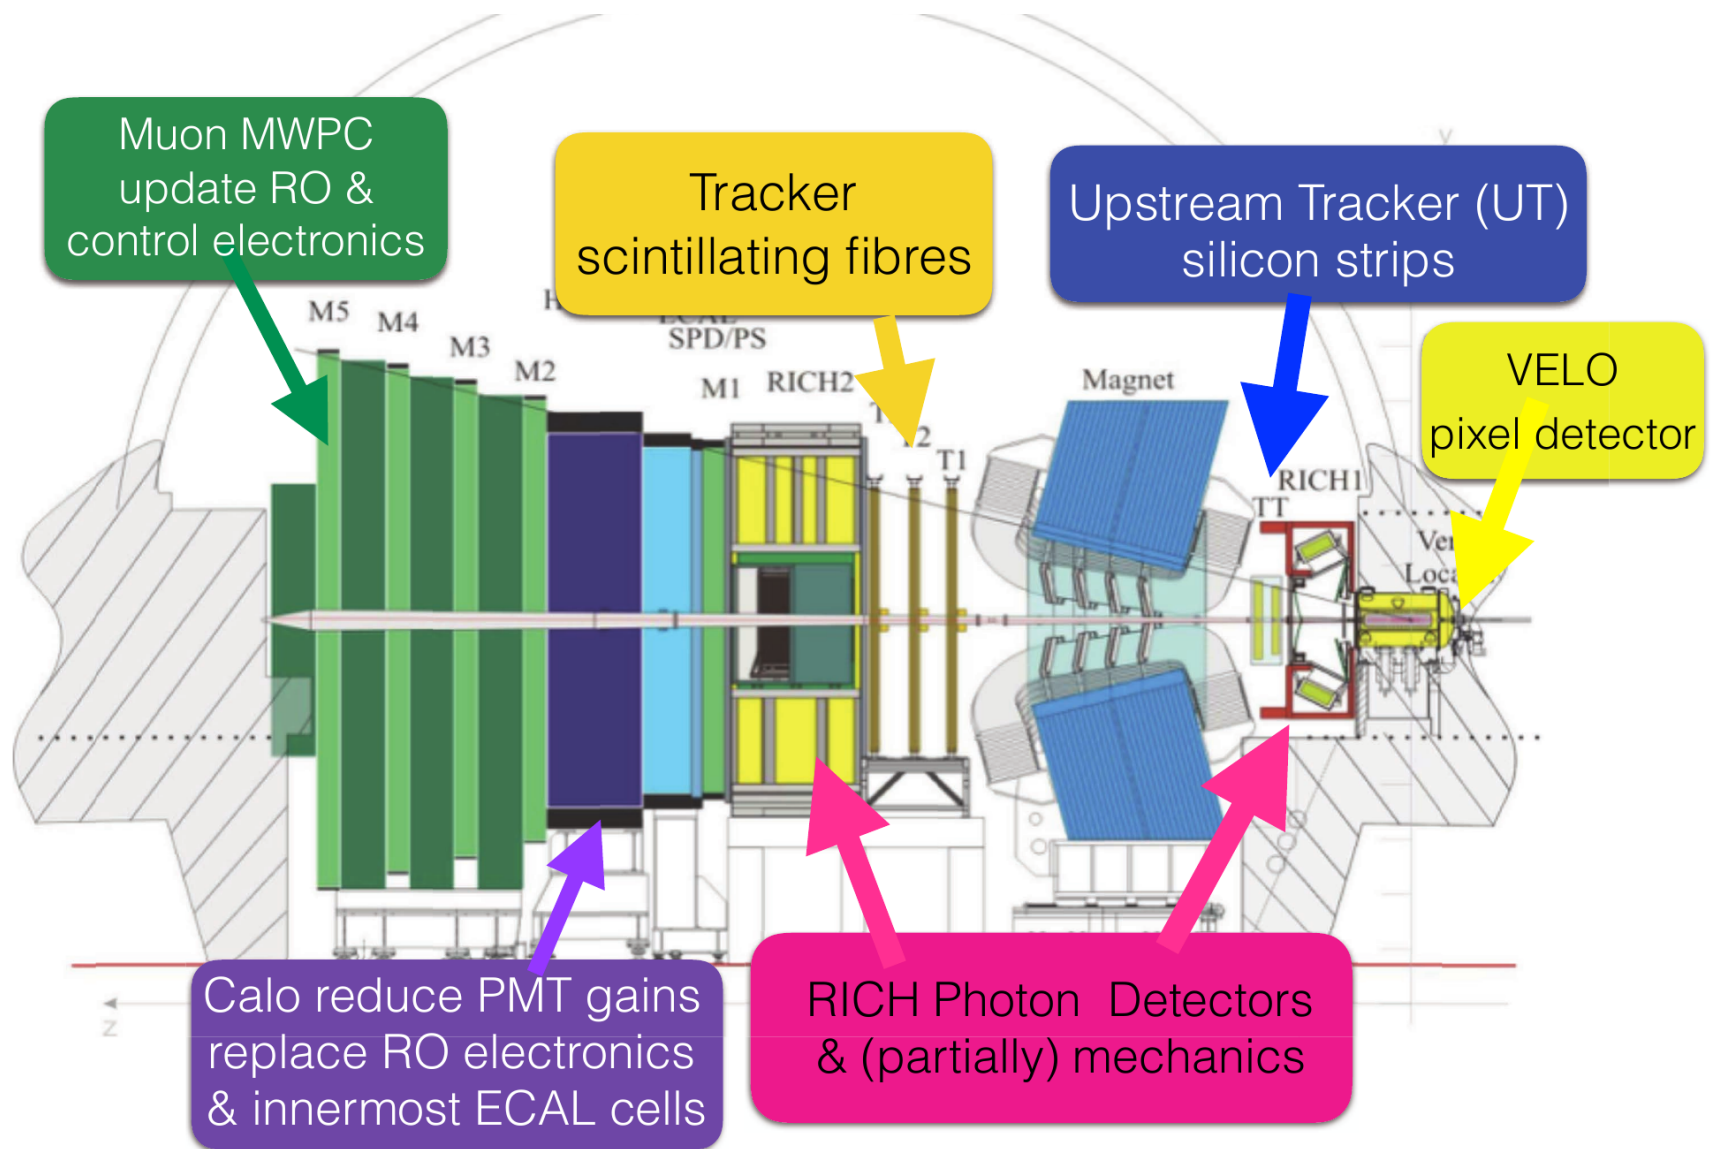 Muon MWPC
update RO &
control electronics
Tracker
scintillating fibres
Upstream Tracker (UT)
silicon strips
VELO
pixel detector
y
M5
M4
M3
M2
SPD/PS
M1
RICH2
T2
T1
Magnet
RICH1
TT
z
Calo reduce PMT gains
replace RO electronics
& innermost ECAL cells
RICH Photon Detectors
& (partially) mechanics